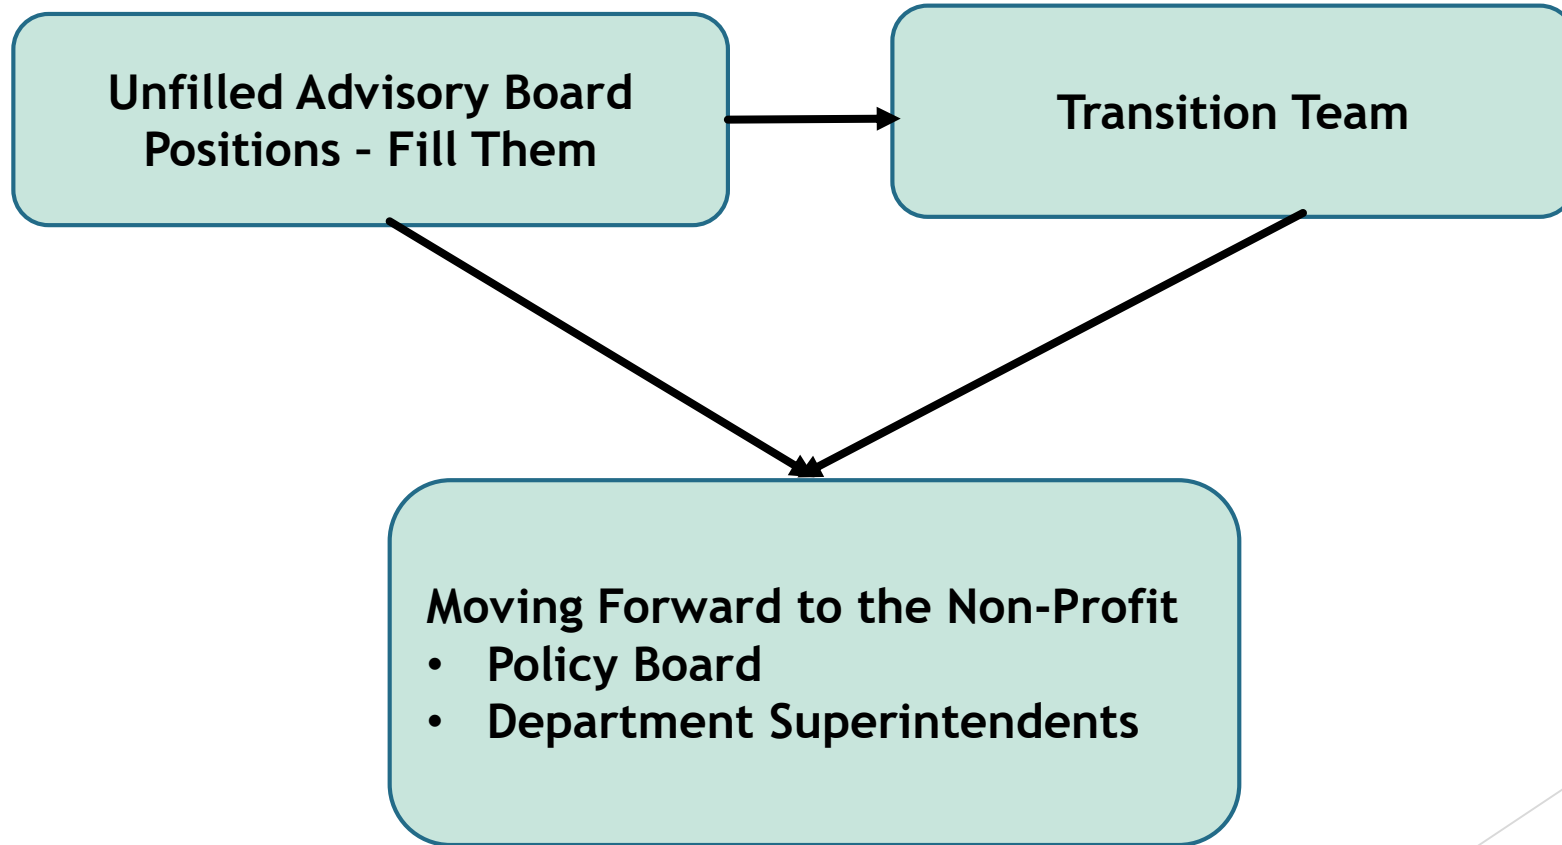 Unfilled Advisory Board
Positions – Fill Them
Transition Team
Moving Forward to the Non-Profit
• Policy Board
• Department Superintendents